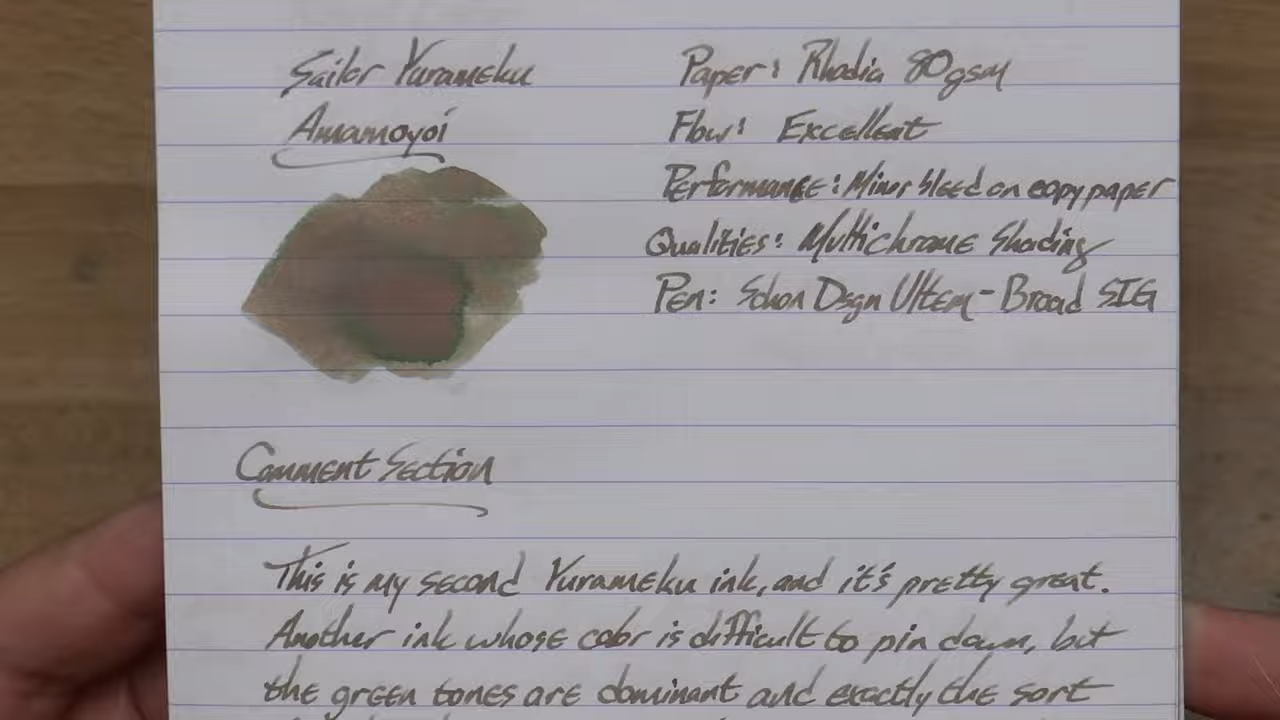 Sailor Yurameku
Amamoyoi
Paper: Rhodia 80gsm
Flow: Excellent
Performance: Minor bleed on copy paper
Qualities: Multichrome Shading
Pen: Schon Dsgn Ultem - Broad SIG
Comment Section
This is my second Yurameku ink, and it's pretty great.
Another ink whose color is difficult to pin down, but
the green tones are dominant and exactly the sort